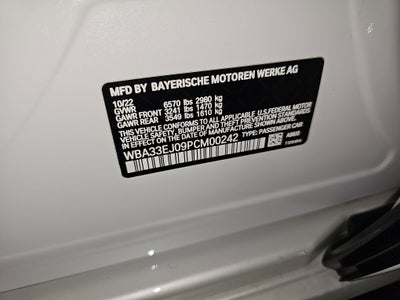 MFD BY BAYERISCHE MOTOREN WERKE AG
10/22
GVWR 6570 lbs 2980 kg
GAWR FRONT 3241 lbs 1470 kg
GAWR REAR 3549 lbs 1610 kg
THIS VEHICLE CONFORMS TO ALL APPLICABLE U.S. FEDERAL MOTOR
VEHICLE SAFETY, BUMPER, AND THEFT PREVENTION STANDARDS IN
EFFECT ON THE DATE OF MANUFACTURE SHOWN ABOVE.
WBA33EJ09PCM00242 TYPE: PASSENGER CAR